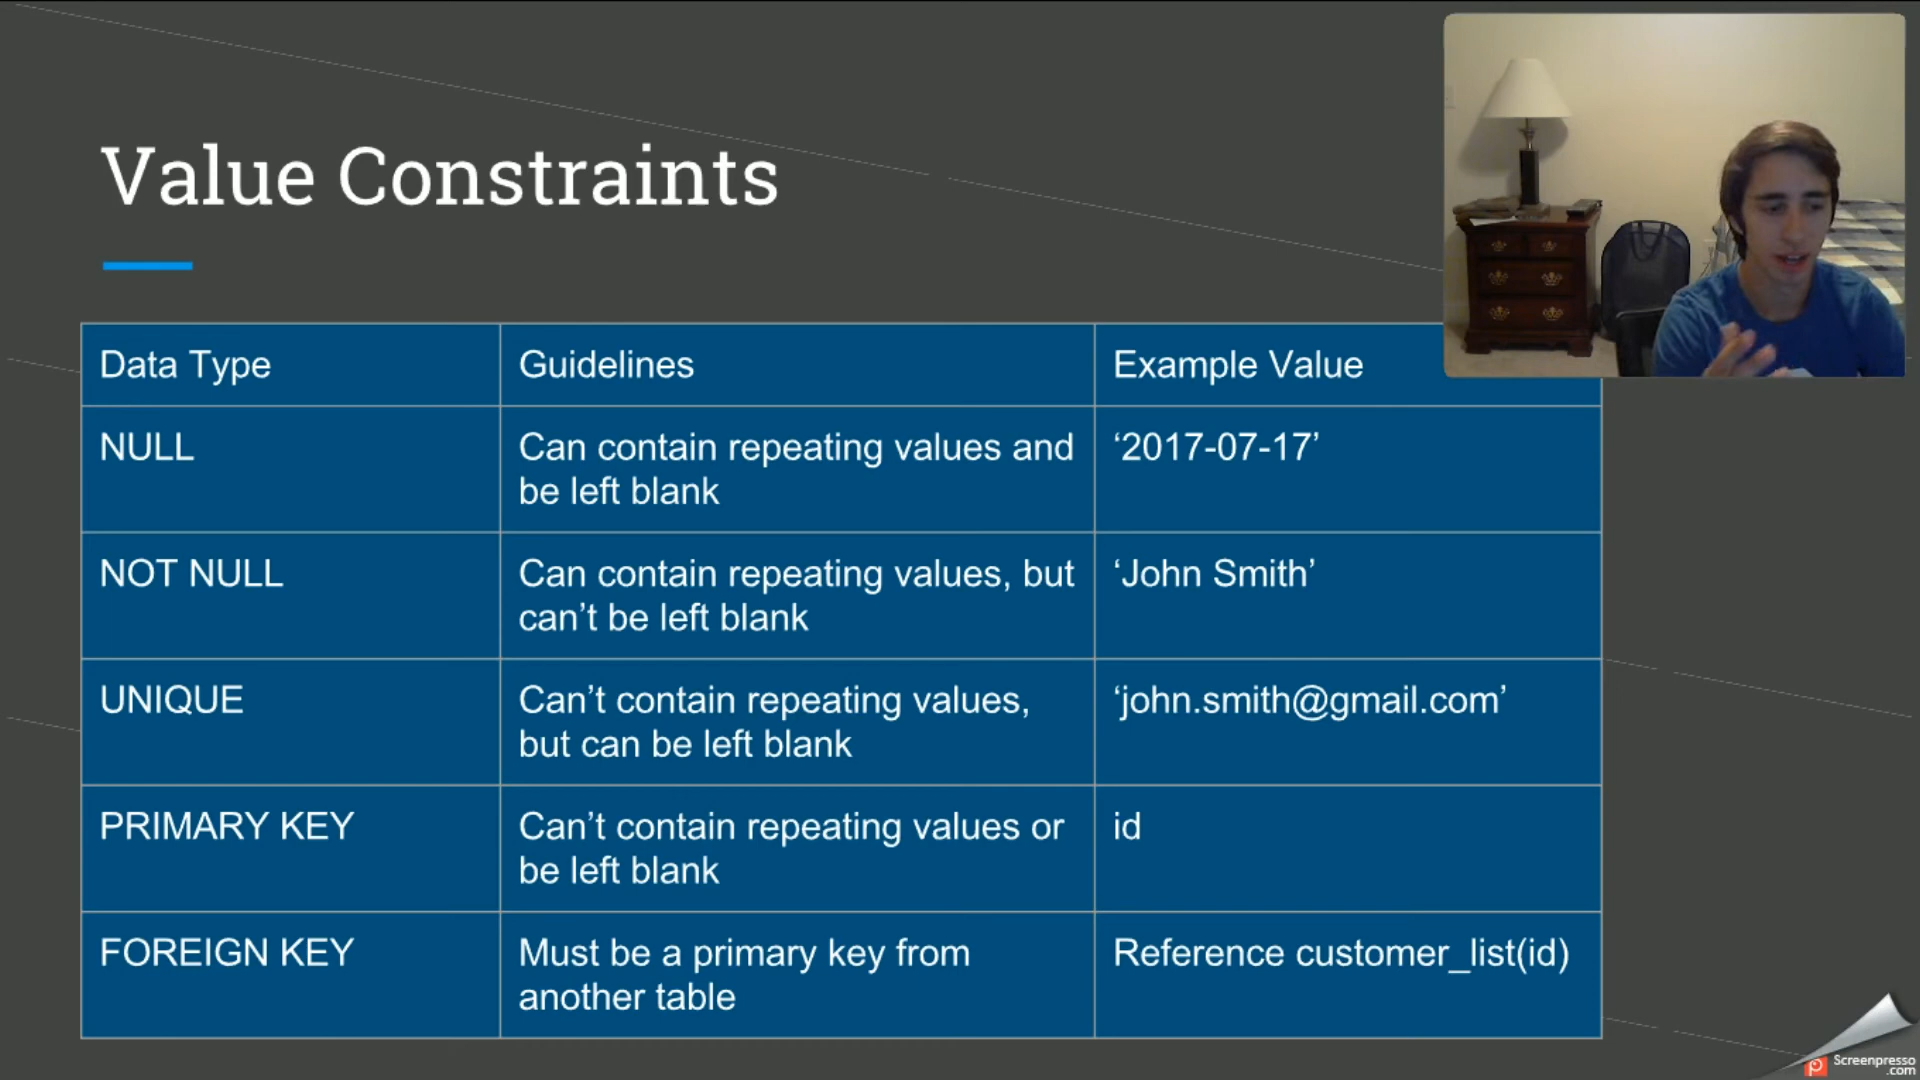 Value Constraints
Data Type
Guidelines
Example Value
NULL
Can contain repeating values and
be left blank
‘2017-07-17’
NOT NULL
Can contain repeating values, but
can’t be left blank
‘John Smith’
UNIQUE
Can’t contain repeating values,
but can be left blank
‘john.smith@gmail.com’
PRIMARY KEY
Can’t contain repeating values or
be left blank
id
FOREIGN KEY
Must be a primary key from
another table
Reference customer_list(id)
Screenpresso
.com